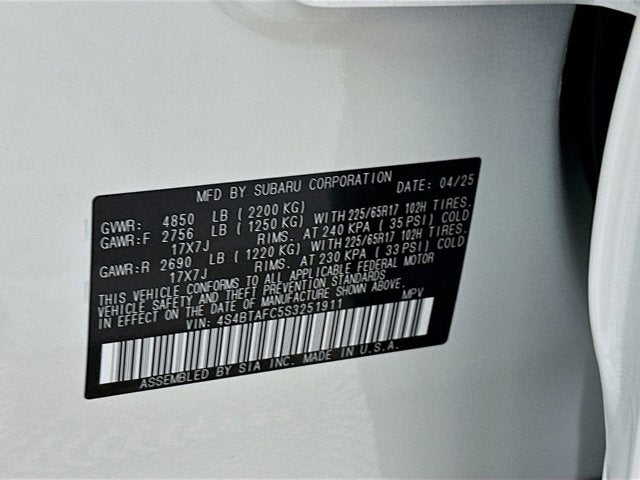 MFD BY SUBARU CORPORATION DATE: 04/25
GVWR: 4850 LB (2200 KG)
GAWR:F 2756 LB (1250 KG) WITH 225/65R17 102H TIRES.
17X7J RIMS. AT 240 KPA (35 PSI) COLD
GAWR:R 2690 LB (1220 KG) WITH 225/65R17 102H TIRES.
17X7J RIMS. AT 230 KPA (33 PSI) COLD
THIS VEHICLE CONFORMS TO ALL APPLICABLE FEDERAL MOTOR
VEHICLE SAFETY AND THEFT PREVENTION STANDARDS
IN EFFECT ON THE DATE OF MANUFACTURE SHOWN ABOVE.
VIN: 4S4BTAFC5S3251911 MPV
ASSEMBLED BY SIA INC. MADE IN U.S.A.